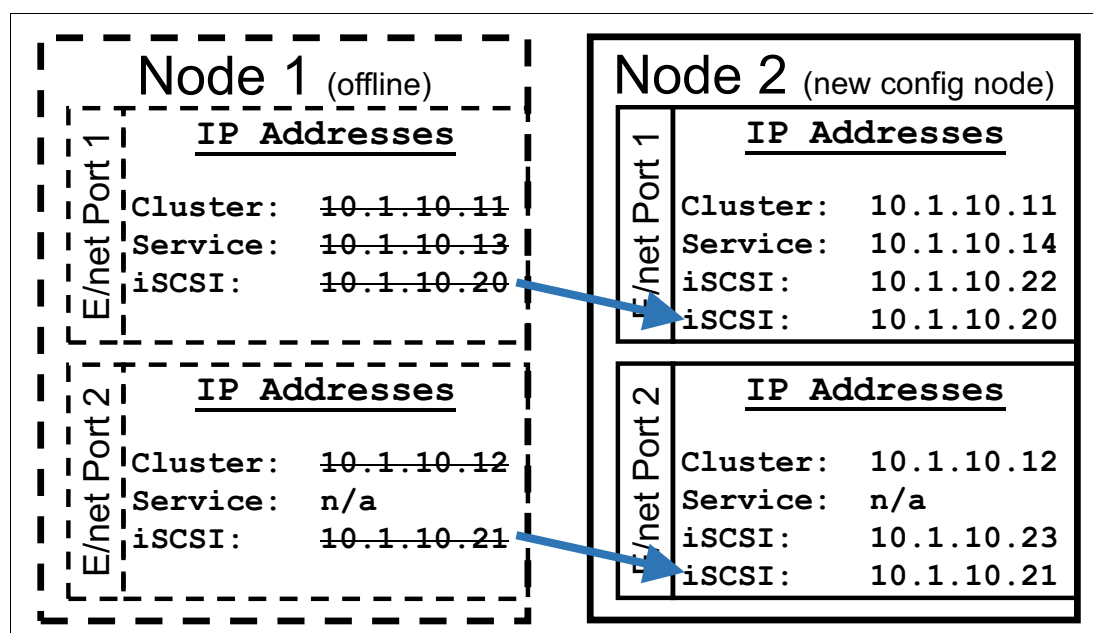 Node 1 (offline)
E/net Port 1
IP Addresses
Cluster: 10.1.10.11
Service: 10.1.10.13
iSCSI: 10.1.10.20
E/net Port 2
IP Addresses
Cluster: 10.1.10.12
Service: n/a
iSCSI: 10.1.10.21
Node 2 (new config node)
E/net Port 1
IP Addresses
Cluster: 10.1.10.11
Service: 10.1.10.14
iSCSI: 10.1.10.22
iSCSI: 10.1.10.20
E/net Port 2
IP Addresses
Cluster: 10.1.10.12
Service: n/a
iSCSI: 10.1.10.23
iSCSI: 10.1.10.21